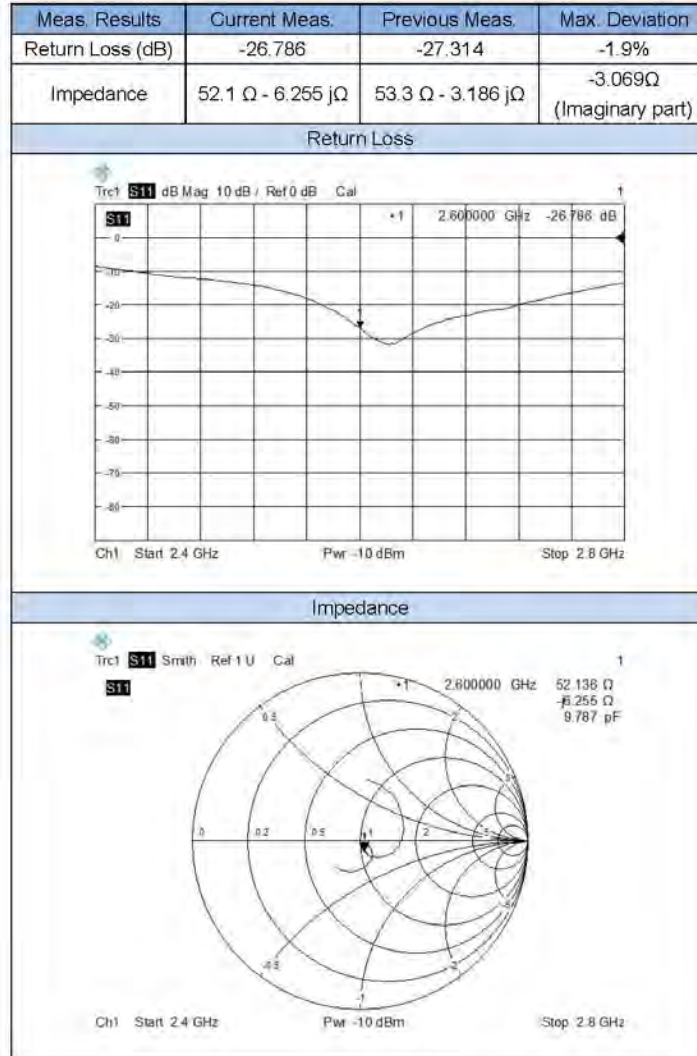 Meas. Results Current Meas. Previous Meas. Max. Deviation
Return Loss (dB) -26.786 -27.314 -1.9%
Impedance 52.1 Ω - 6.255 jΩ 53.3 Ω - 3.186 jΩ -3.069Ω
(Imaginary part)
Return Loss
Trc1 S11 dB Mag 10 dB / Ref 0 dB Cal 1
S11 •1 2.600000 GHz -26.786 dB
0
-10
-20
1
-30
-40
-50
-60
-70
-80
Ch1 Start 2.4 GHz Pwr -10 dBm Stop 2.8 GHz
Impedance
Trc1 S11 Smith Ref 1 U Cal 1
S11 •1 2.600000 GHz 52.136 Ω
-j6.255 Ω
9.787 pF
1
0.5 2
5
0 0.2 0.5 1 2 5
-5
-0.5 -2
-1
Ch1 Start 2.4 GHz Pwr -10 dBm Stop 2.8 GHz